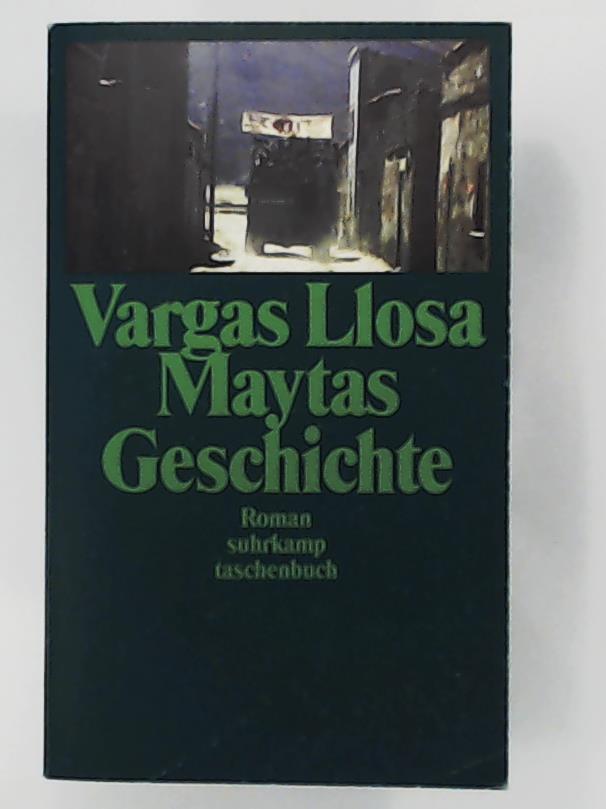 Vargas Llosa
Maytas
Geschichte
Roman
suhrkamp
taschenbuch